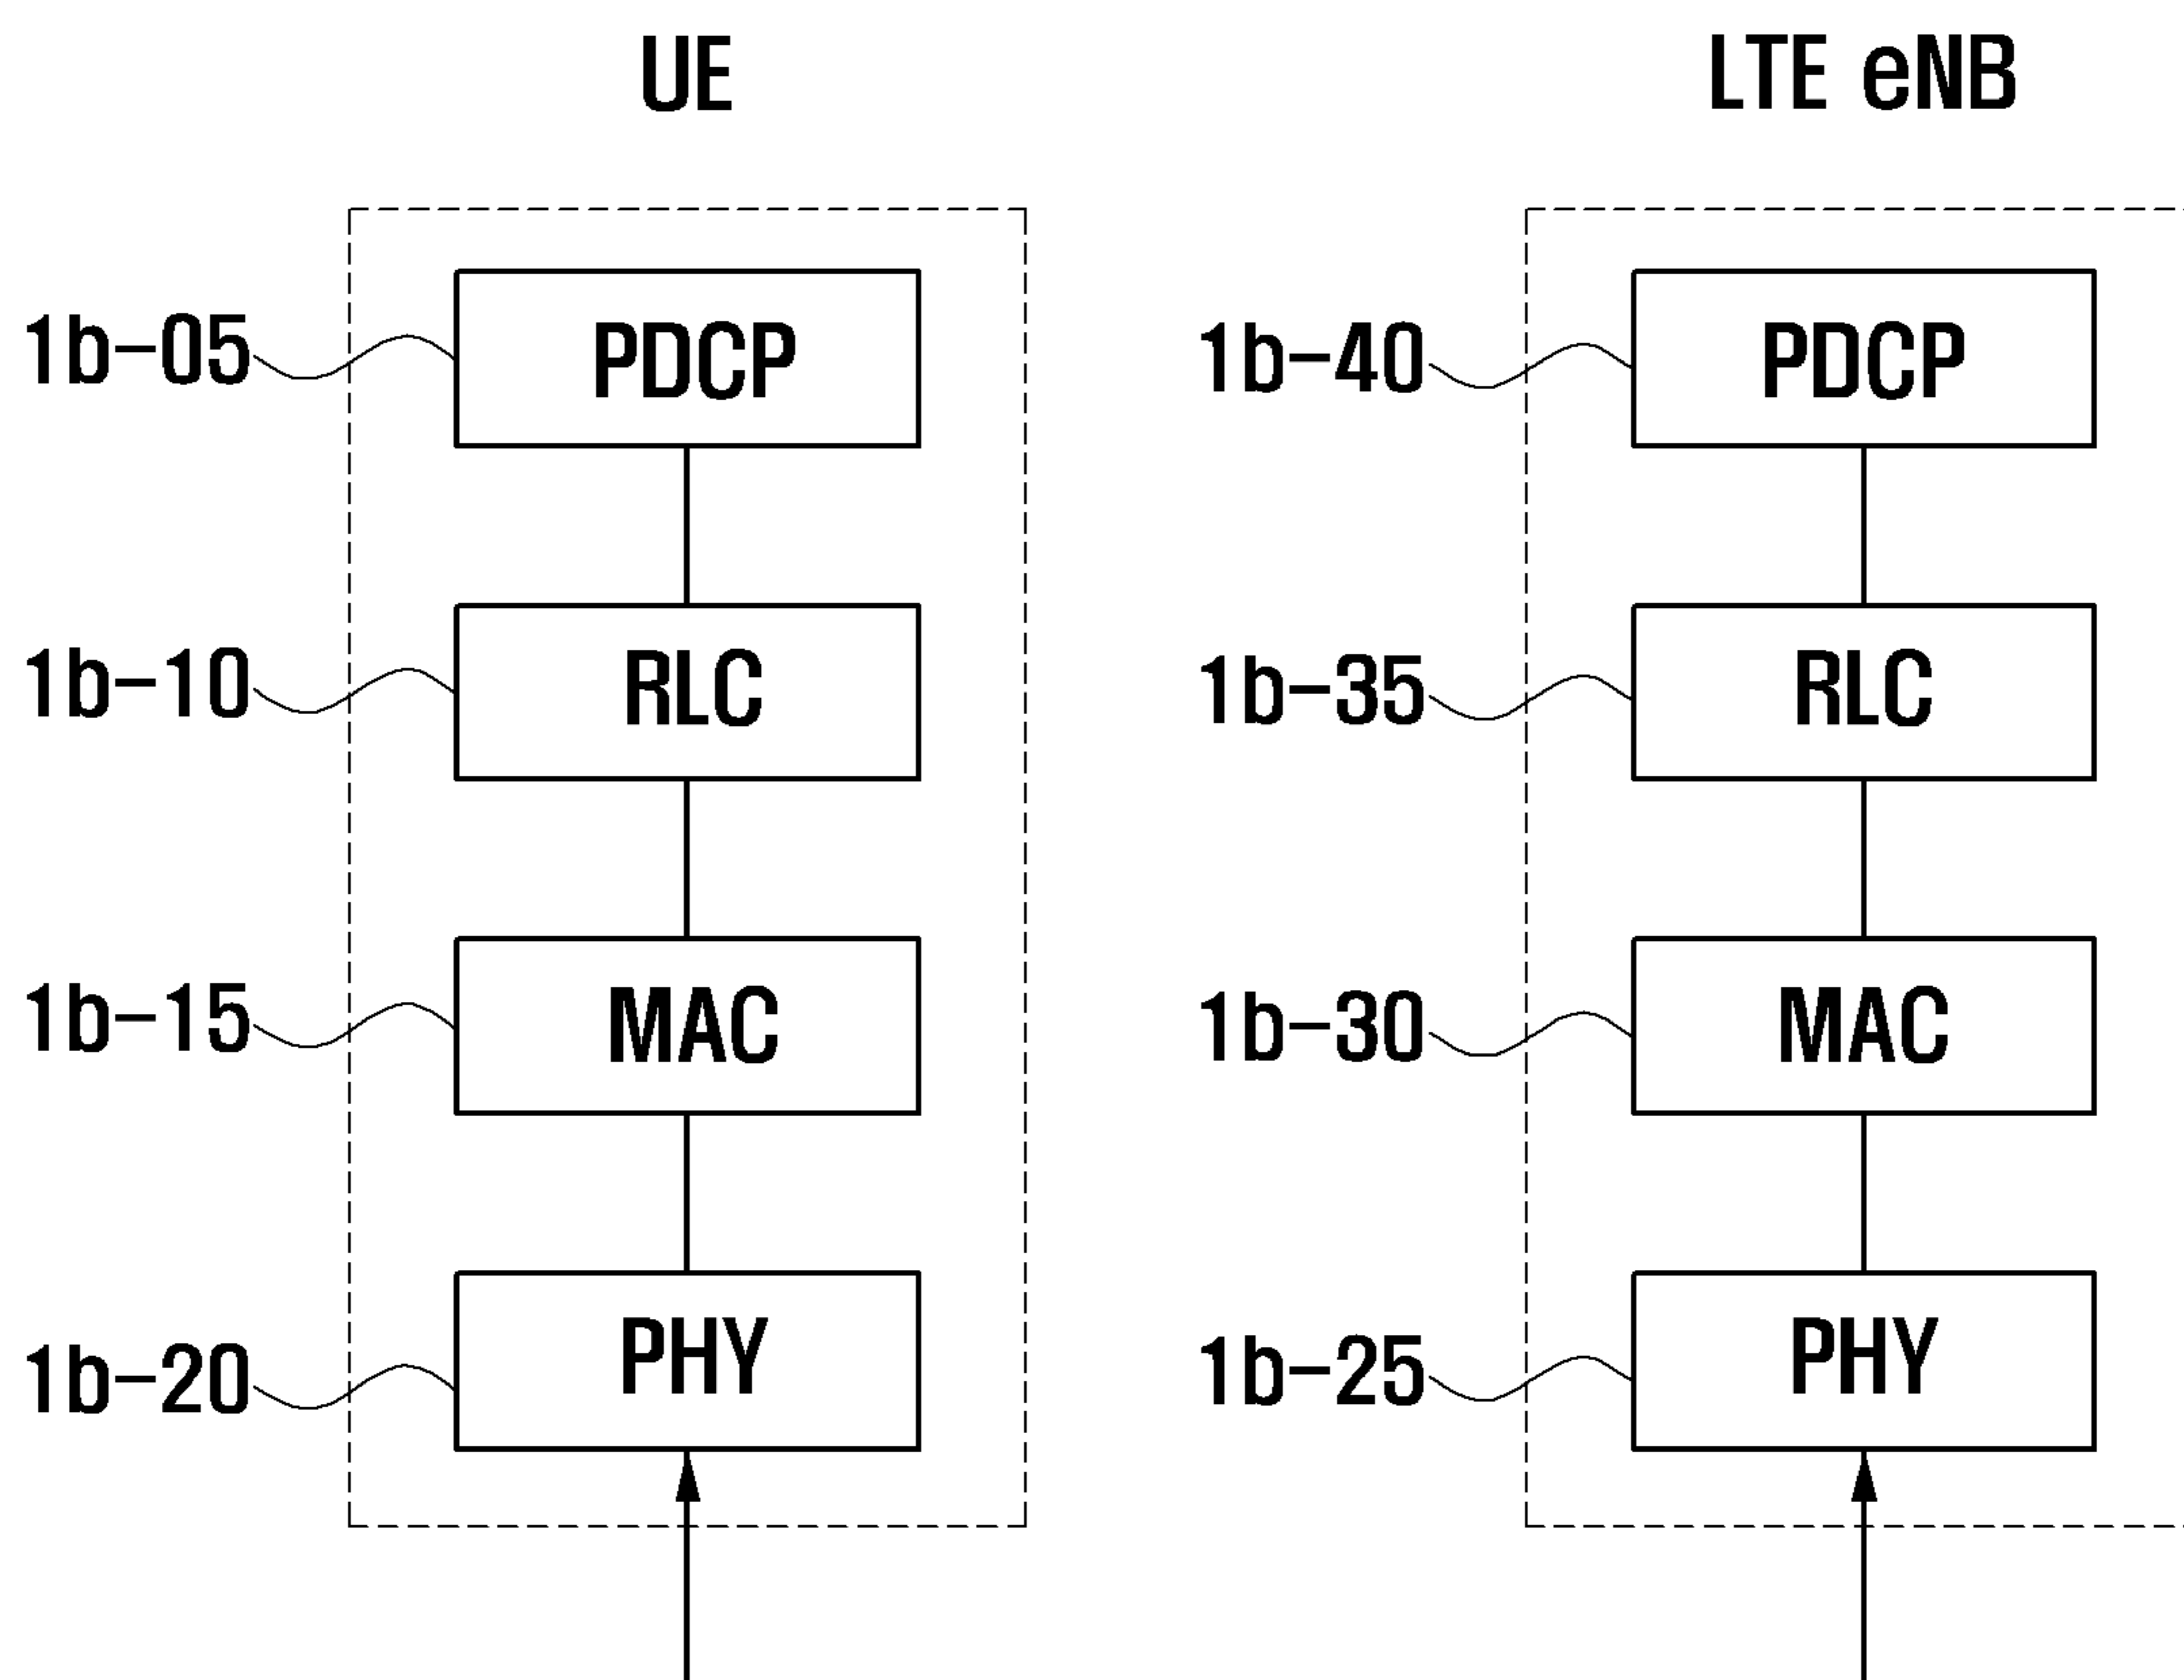 UE
LTE eNB
1b-05
PDCP
1b-40
PDCP
1b-10
RLC
1b-35
RLC
1b-15
MAC
1b-30
MAC
1b-20
PHY
1b-25
PHY